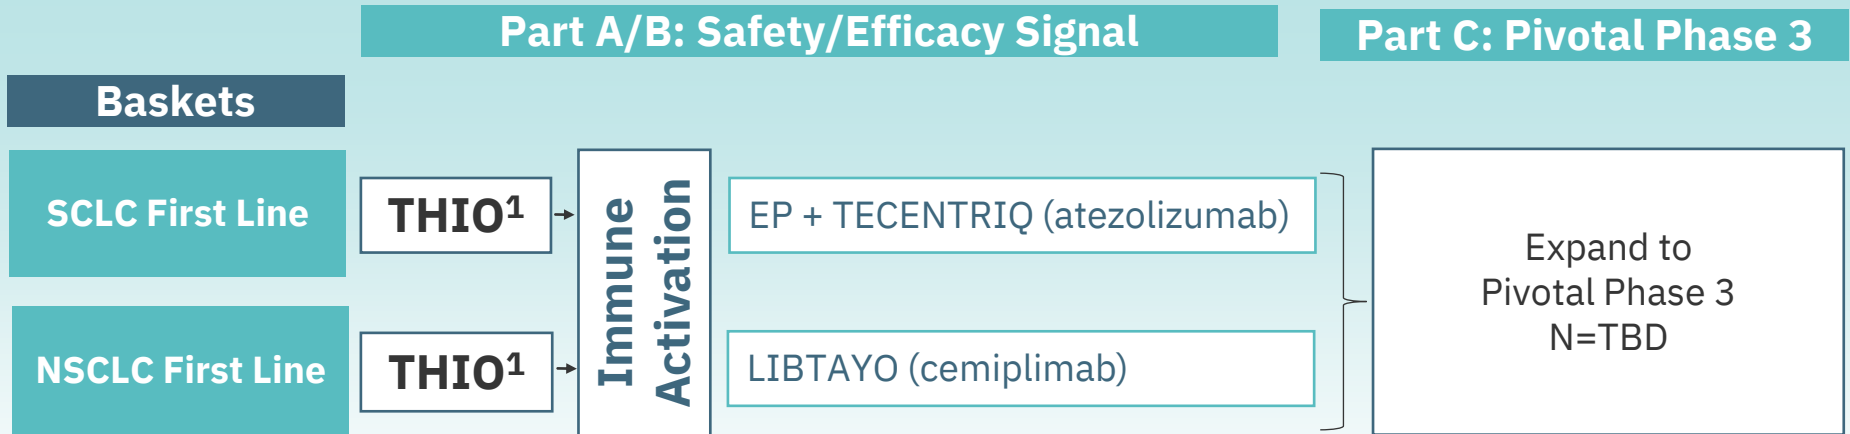 Part A/B: Safety/Efficacy Signal
Part C: Pivotal Phase 3
Baskets
SCLC First Line
THIO¹
Immune
Activation
EP + TECENTRIQ (atezolizumab)
Expand to
Pivotal Phase 3
N=TBD
NSCLC First Line
THIO¹
LIBTAYO (cemiplimab)